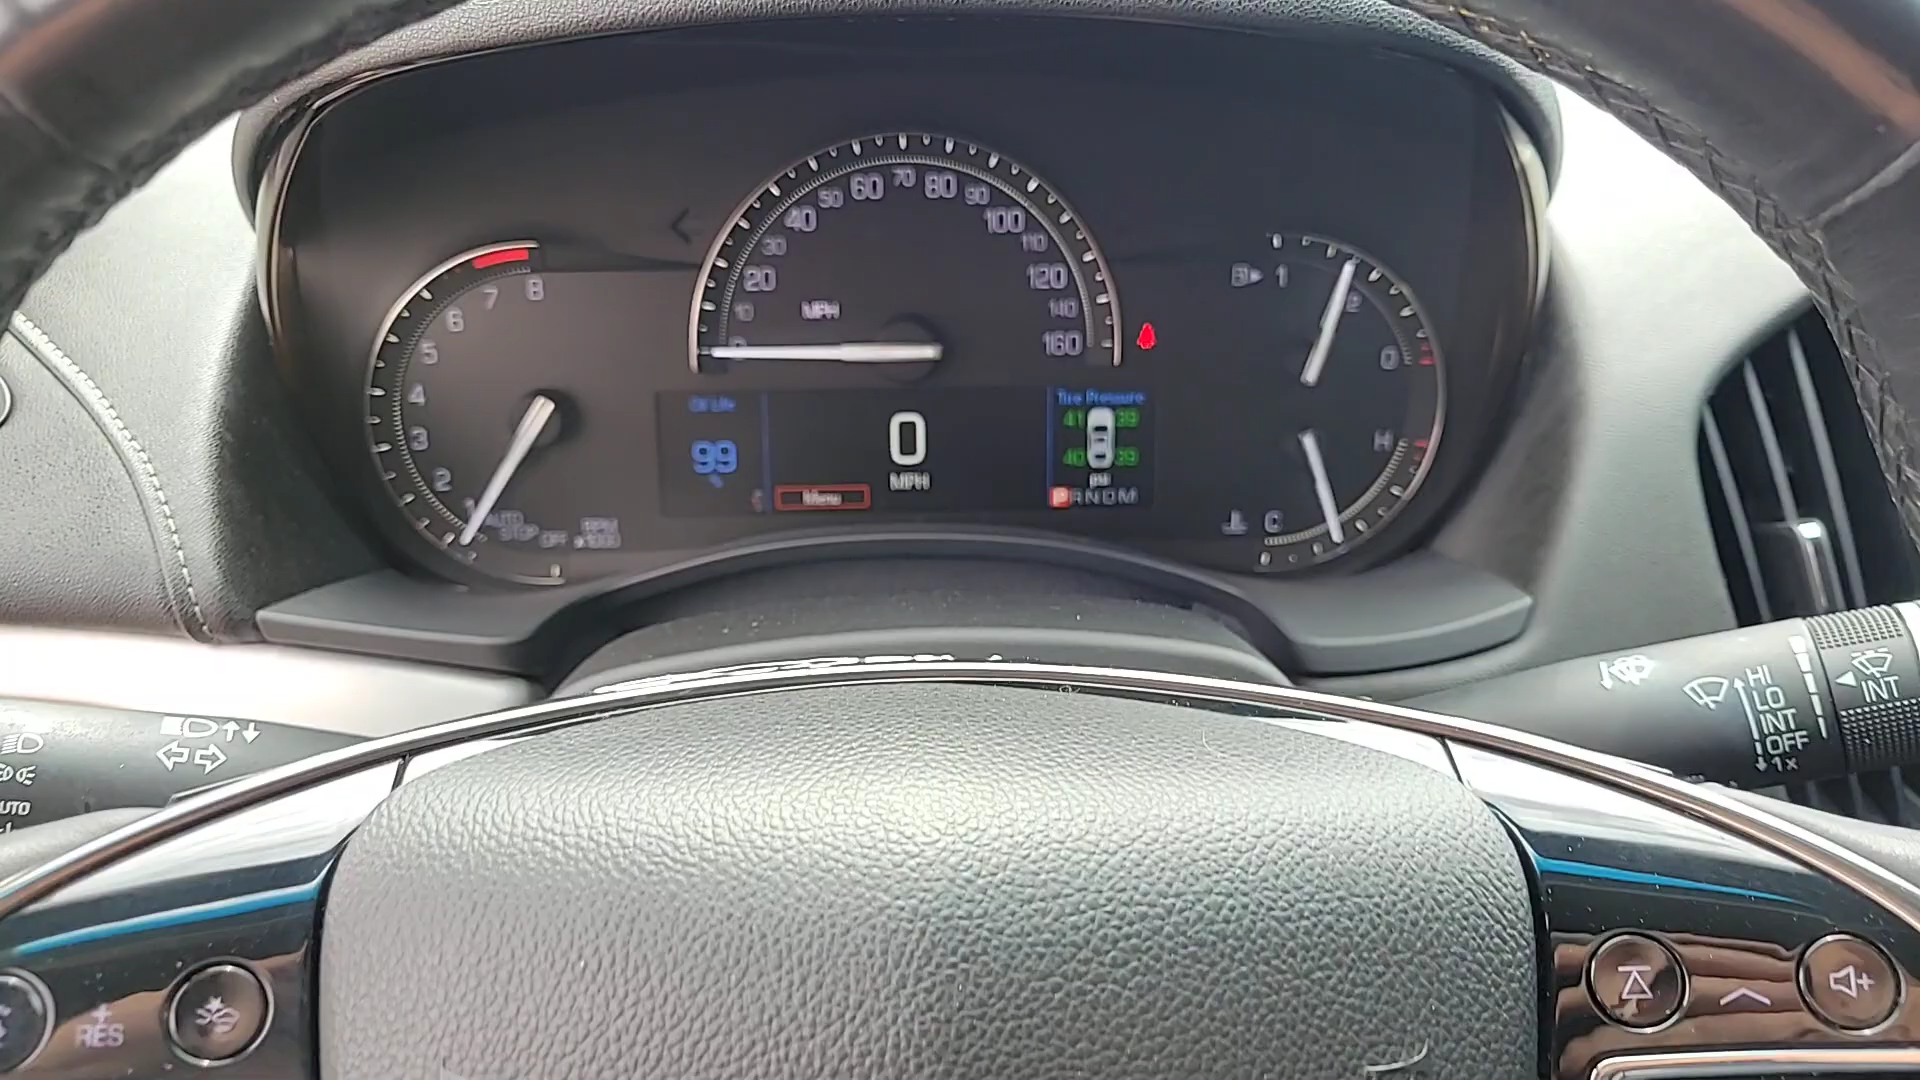 8
7
6
5
4
3
2
1
AUTO
STOP OFF
RPM
x1000
0
10
20
30
40
50
60
70
80
90
100
110
120
140
160
MPH
Oil Life
99
%
Menu
0
MPH
Tire Pressure
41 39
40 39
psi
PRNDM
1
0
H
C
HI
LO
INT
OFF
1x
INT
AUTO
+
RES
+